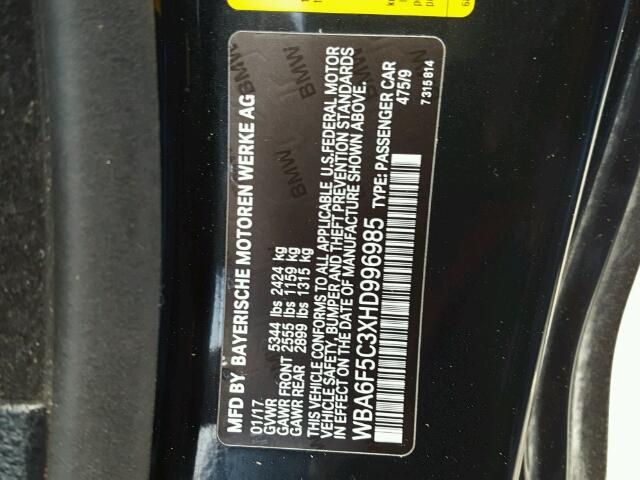 MFD BY BAYERISCHE MOTOREN WERKE AG
01/17
GVWR 5344 lbs 2424 kg
GAWR FRONT 2555 lbs 1159 kg
GAWR REAR 2899 lbs 1315 kg
THIS VEHICLE CONFORMS TO ALL APPLICABLE U.S.FEDERAL MOTOR
VEHICLE SAFETY, BUMPER AND THEFT PREVENTION STANDARDS
IN EFFECT ON THE DATE OF MANUFACTURE SHOWN ABOVE.
WBA6F5C3XHD996985 TYPE: PASSENGER CAR
475/9
7 315 814
BMW
BMW
BMW